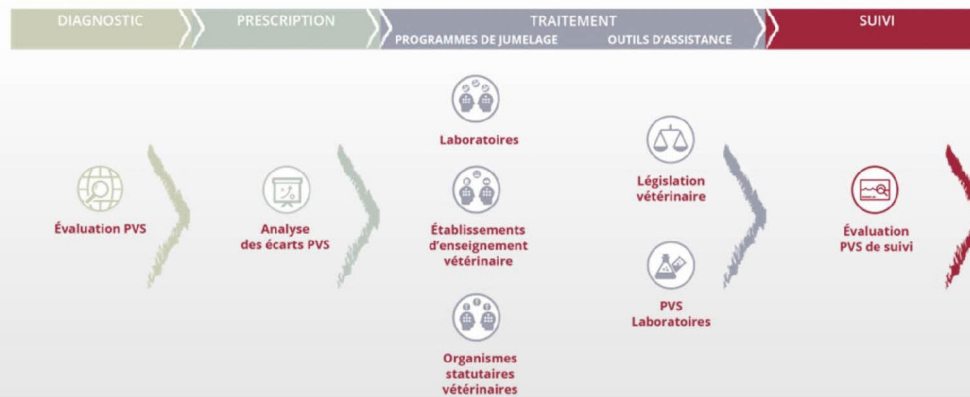 DIAGNOSTIC
PRESCRIPTION
TRAITEMENT
PROGRAMMES DE JUMELAGE
OUTILS D'ASSISTANCE
SUIVI
Évaluation PVS
Analyse
des écarts PVS
Laboratoires
Établissements
d'enseignement
vétérinaire
Organismes
statutaires
vétérinaires
Législation
vétérinaire
PVS
Laboratoires
Évaluation
PVS de suivi